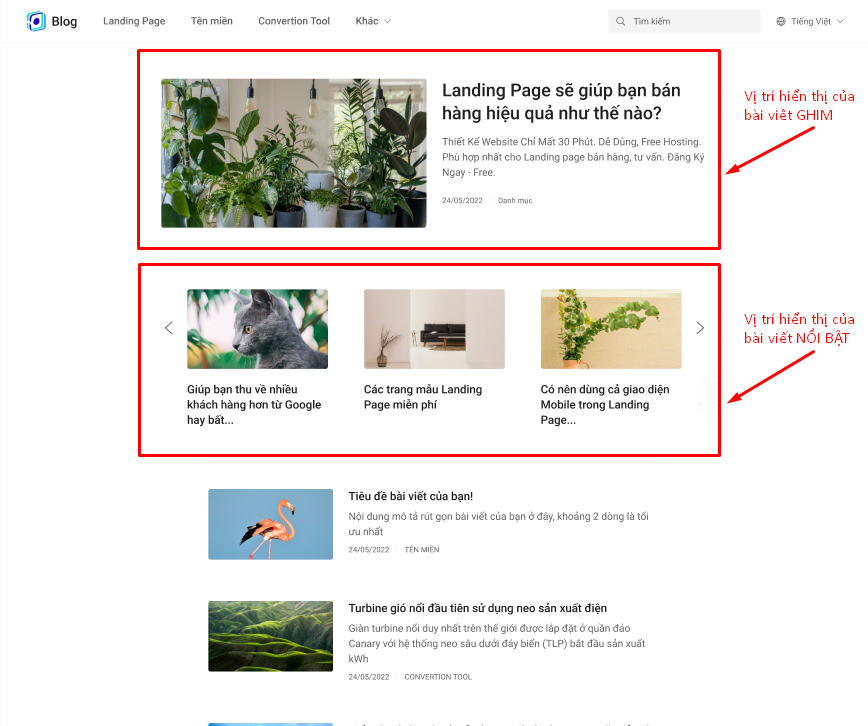 Blog
Landing Page
Tên miền
Convertion Tool
Khác
Tìm kiếm
Tiếng Việt
Landing Page sẽ giúp bạn bán
hàng hiệu quả như thế nào?
Thiết Kế Website Chỉ Mất 30 Phút. Dễ Dùng, Free Hosting.
Phù hợp nhất cho Landing page bán hàng, tư vấn. Đăng Ký
Ngay - Free.
24/05/2022
Danh mục
Vị trí hiển thị của
bài viết GHIM
Giúp bạn thu về nhiều
khách hàng hơn từ Google
hay bất...
Các trang mẫu Landing
Page miễn phí
Có nên dùng cả giao diện
Mobile trong Landing
Page...
Vị trí hiển thị của
bài viết NỔI BẬT
Tiêu đề bài viết của bạn!
Nội dung mô tả rút gọn bài viết của bạn ở đây, khoảng 2 dòng là tối
ưu nhất
24/05/2022
TÊN MIỀN
Turbine gió nổi đầu tiên sử dụng neo sản xuất điện
Giàn turbine nổi duy nhất trên thế giới được lắp đặt ở quần đảo
Canary với hệ thống neo sâu dưới đáy biển (TLP) bắt đầu sản xuất
kWh
24/05/2022
CONVERTION TOOL